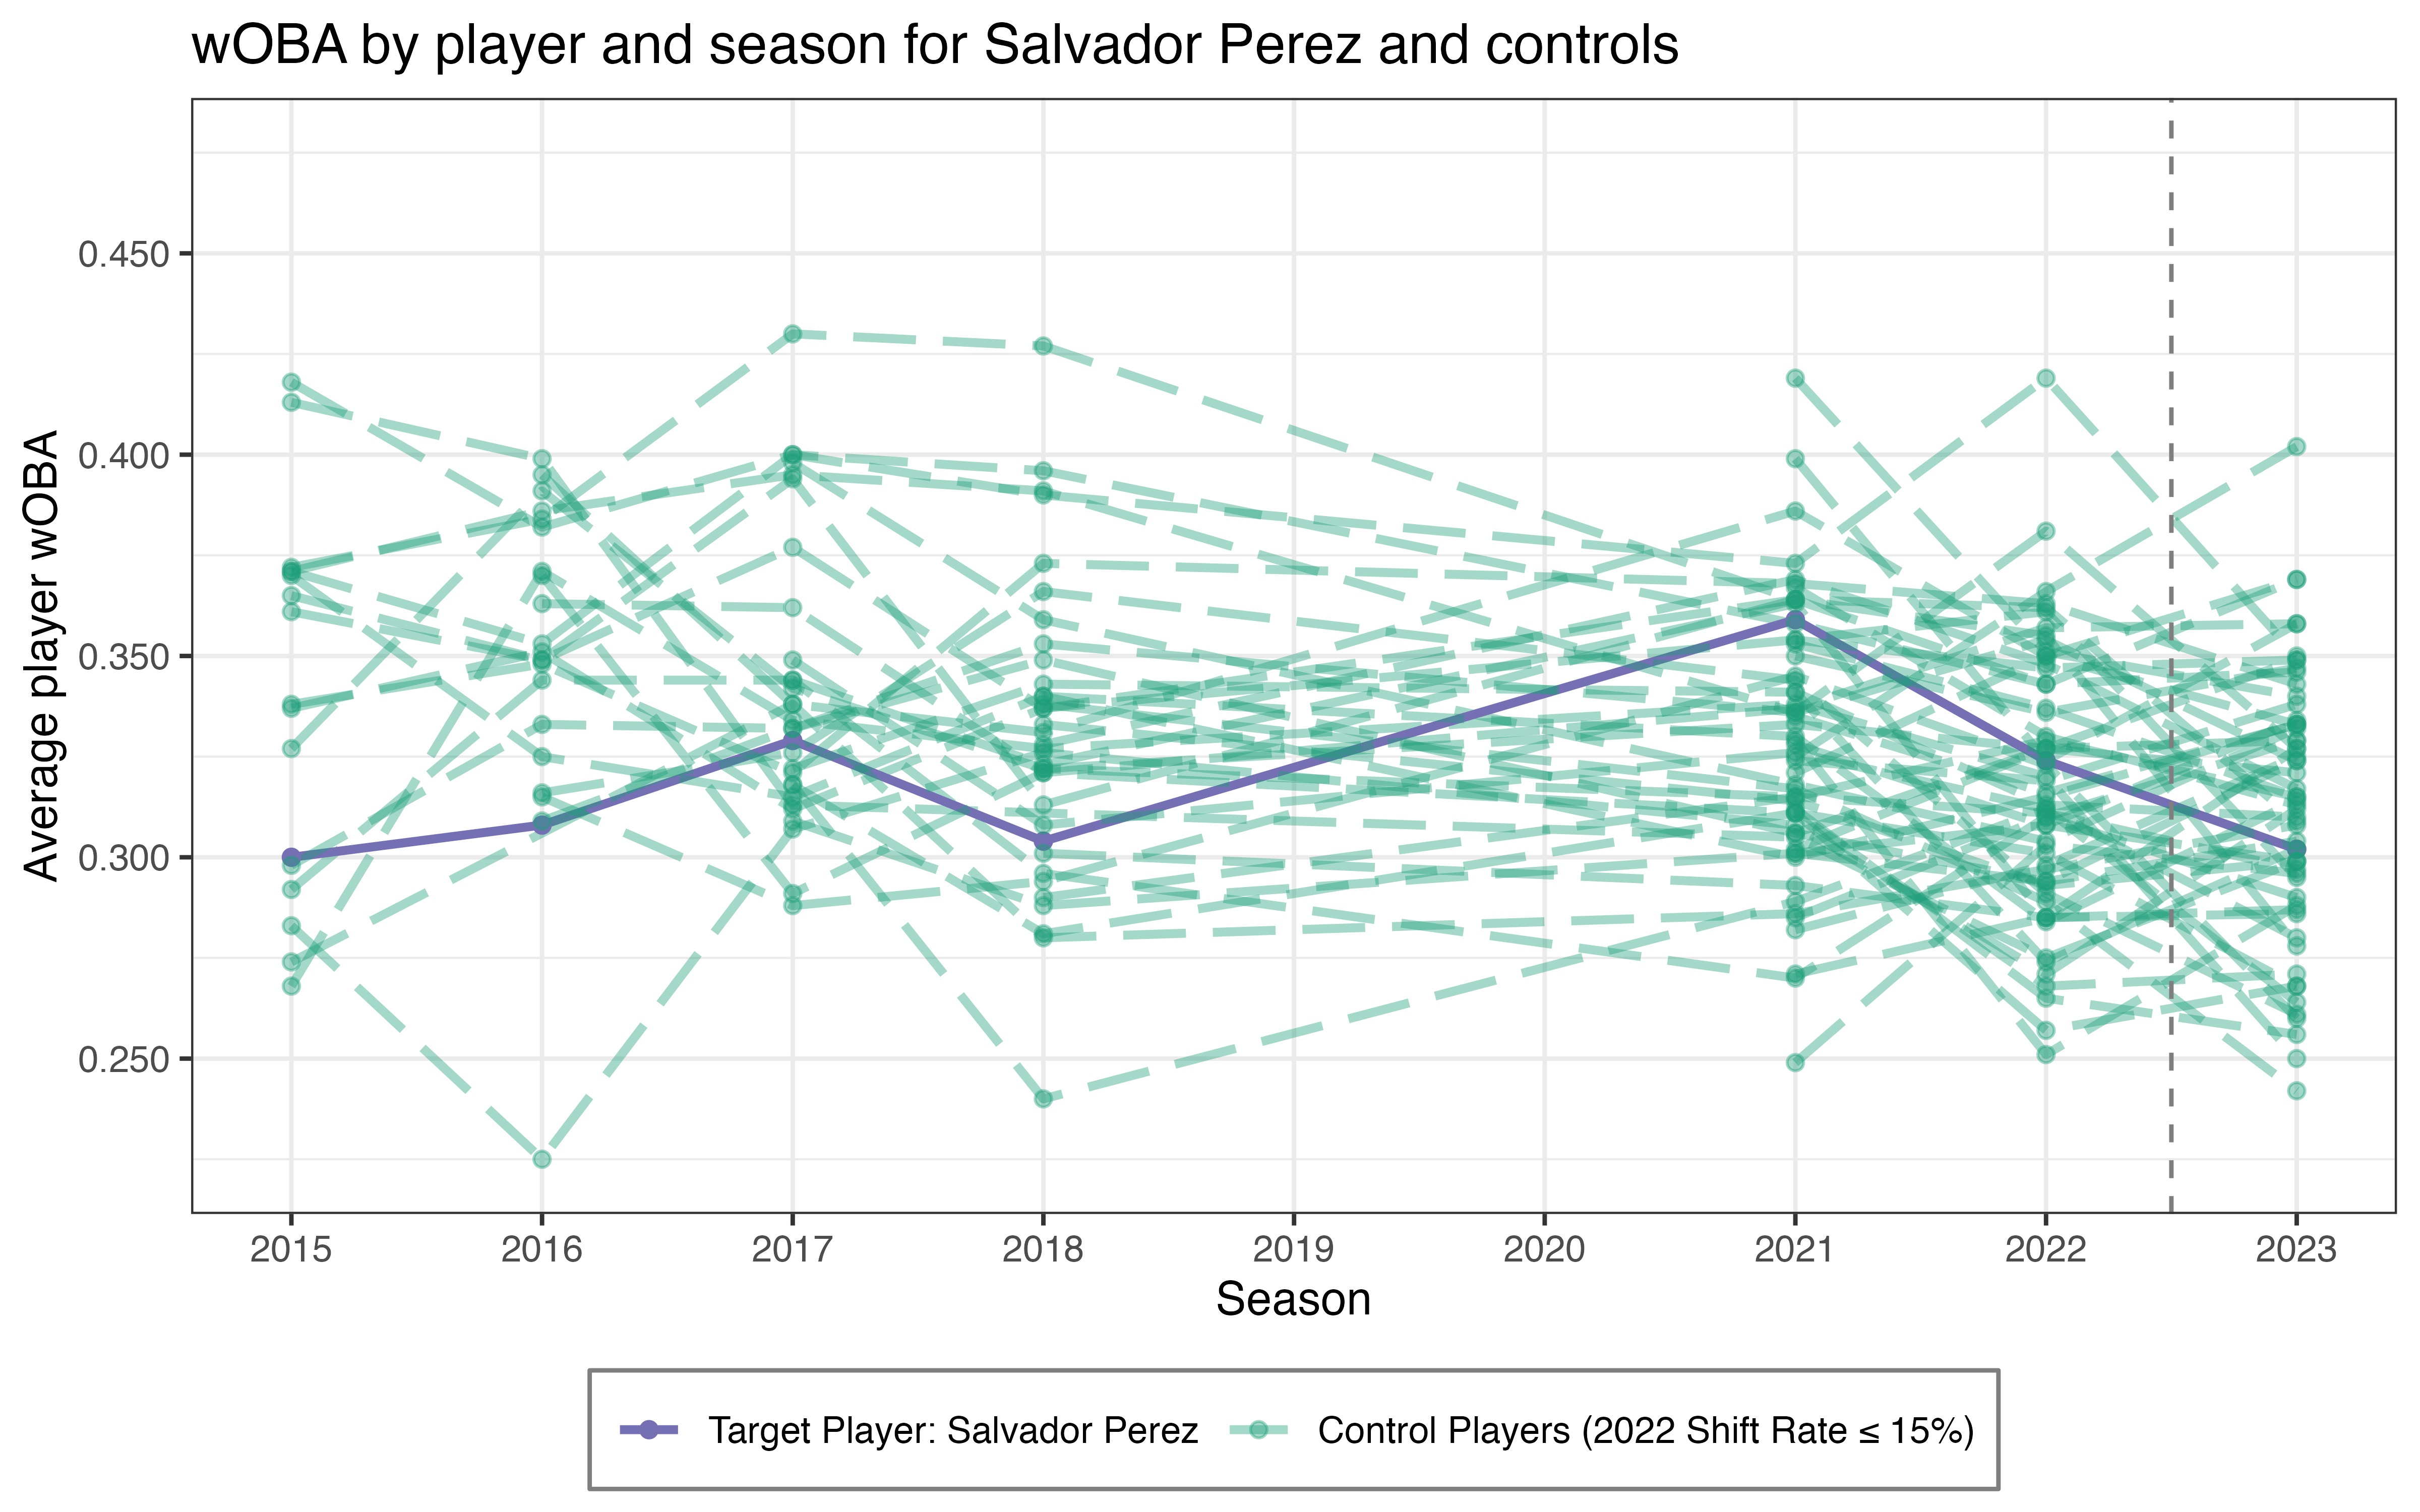 wOBA by player and season for Salvador Perez and controls
Average player wOBA
0.450
0.400
0.350
0.300
0.250
2015 2016 2017 2018 2019 2020 2021 2022 2023
Season
Target Player: Salvador Perez Control Players (2022 Shift Rate ≤ 15%)